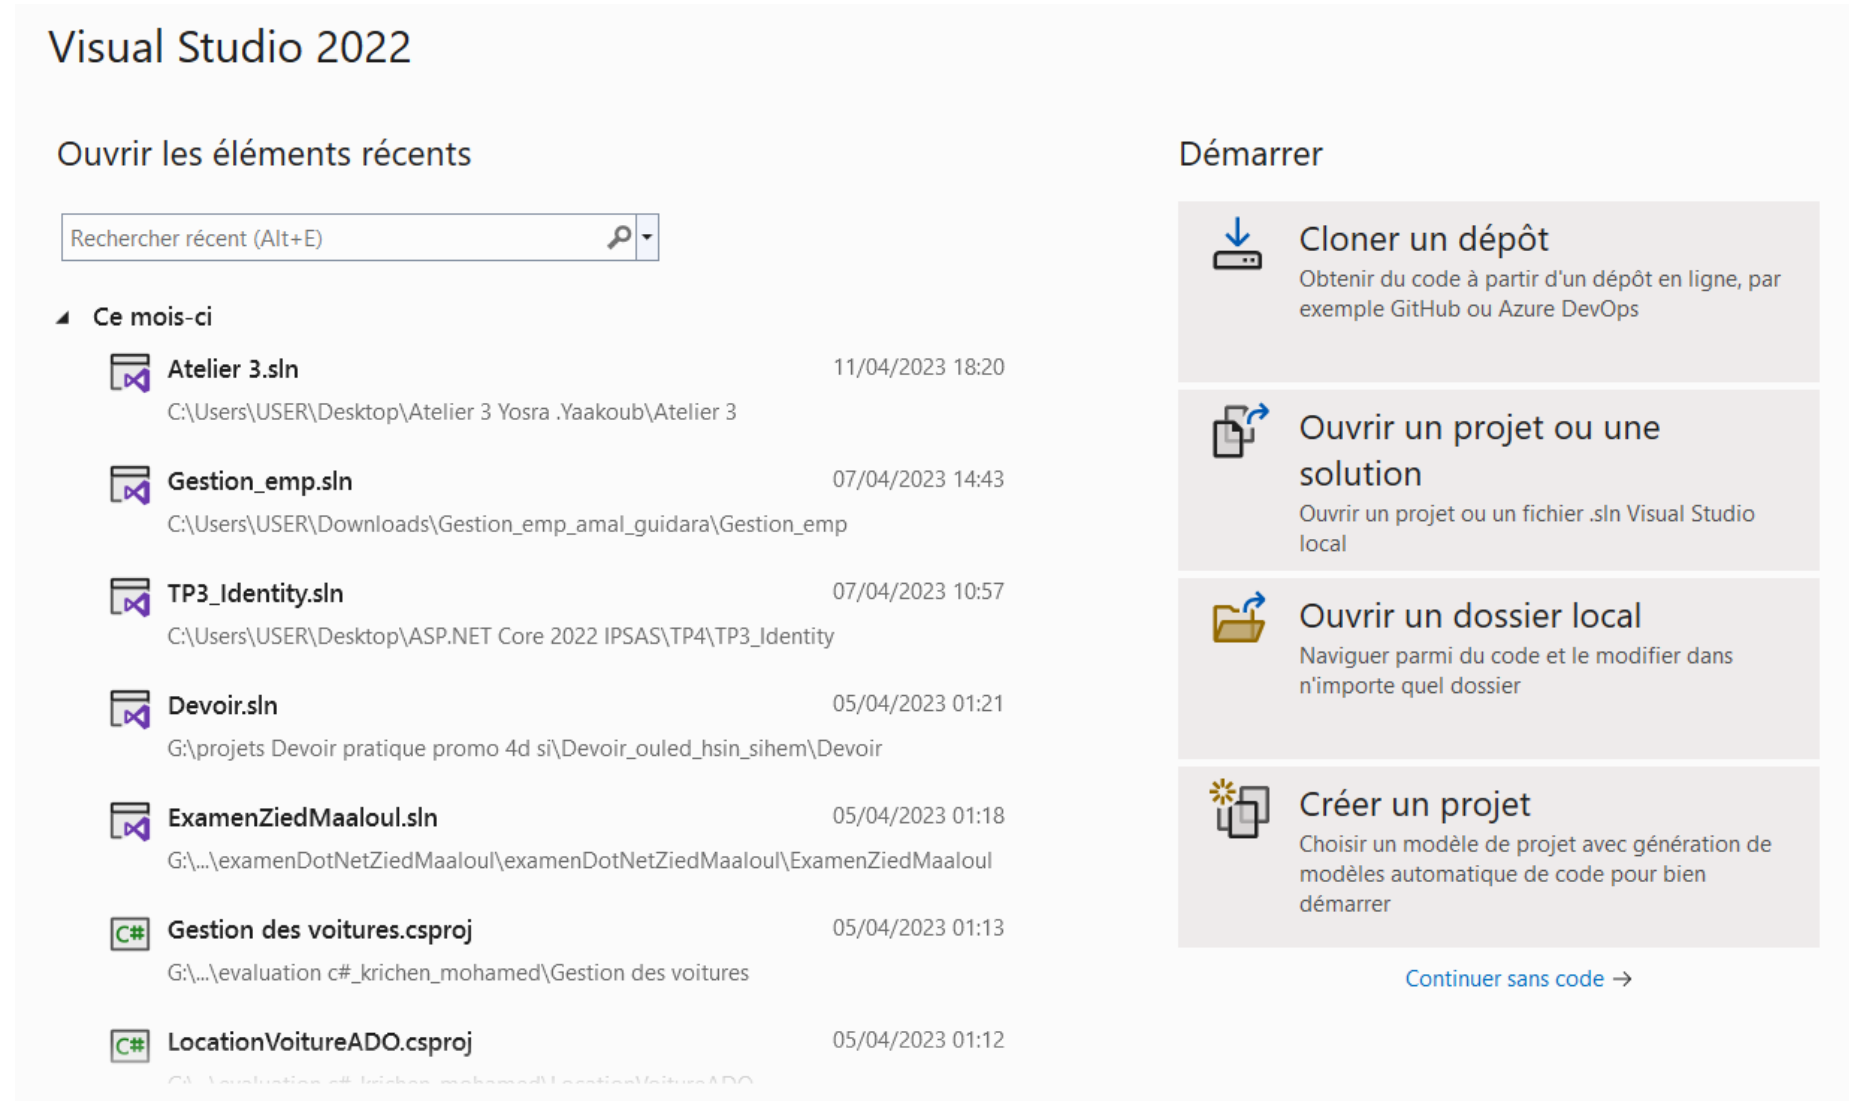 Visual Studio 2022
Ouvrir les éléments récents
Rechercher récent (Alt+E)
Ce mois-ci
Atelier 3.sln 11/04/2023 18:20
C:\Users\USER\Desktop\Atelier 3 Yosra .Yaakoub\Atelier 3
Gestion_emp.sln 07/04/2023 14:43
C:\Users\USER\Downloads\Gestion_emp_amal_guidara\Gestion_emp
TP3_Identity.sln 07/04/2023 10:57
C:\Users\USER\Desktop\ASP.NET Core 2022 IPSAS\TP4\TP3_Identity
Devoir.sln 05/04/2023 01:21
G:\projets Devoir pratique promo 4d si\Devoir_ouled_hsin_sihem\Devoir
ExamenZiedMaaloul.sln 05/04/2023 01:18
G:\...\examenDotNetZiedMaaloul\examenDotNetZiedMaaloul\ExamenZiedMaaloul
C# Gestion des voitures.csproj 05/04/2023 01:13
G:\...\evaluation c#_krichen_mohamed\Gestion des voitures
C# LocationVoitureADO.csproj 05/04/2023 01:12
G:\...\evaluation c#_krichen_mohamed\LocationVoitureADO
Démarrer
Cloner un dépôt
Obtenir du code à partir d'un dépôt en ligne, par
exemple GitHub ou Azure DevOps
Ouvrir un projet ou une
solution
Ouvrir un projet ou un fichier .sln Visual Studio
local
Ouvrir un dossier local
Naviguer parmi du code et le modifier dans
n'importe quel dossier
Créer un projet
Choisir un modèle de projet avec génération de
modèles automatique de code pour bien
démarrer
Continuer sans code →